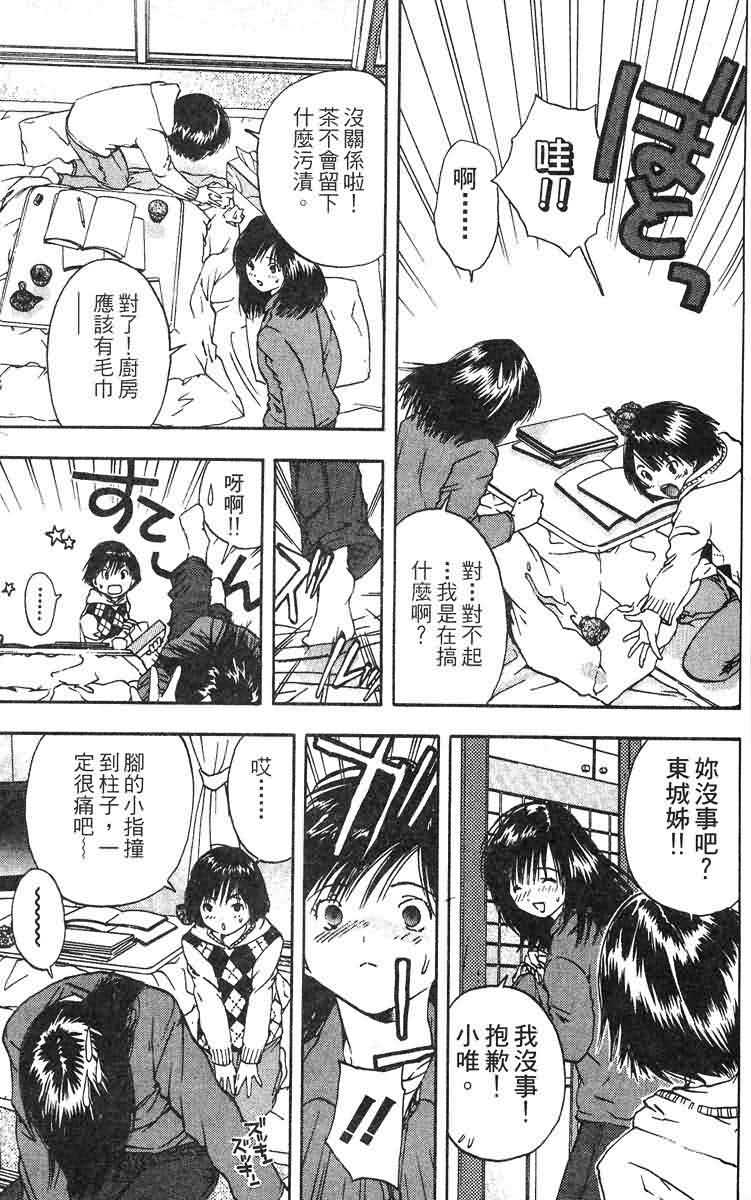 ぼとっ
哇!!
啊……
對…對不起
…我是在搞
什麼啊?
沒關係啦!
茶不會留下
什麼污漬。
對了!廚房
應該有毛巾
──
呀啊!!
すてーん
……
妳沒事吧?
東城姊!!
我沒事!
抱歉!
小唯。
!!
哎……
腳的小指撞
到柱子,一
定很痛吧~
ズッキン
ズッキン